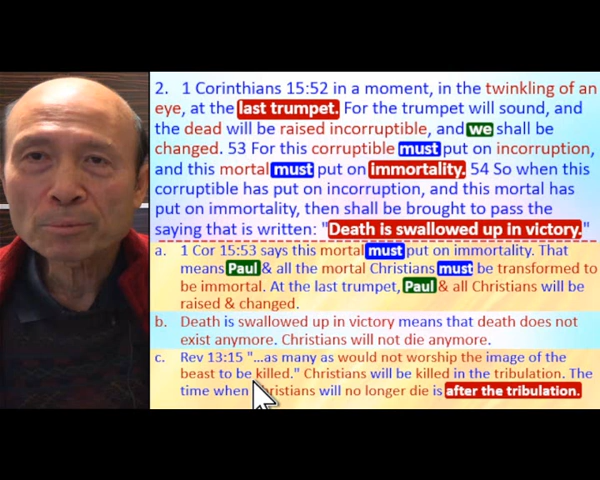 2. 1 Corinthians 15:52 in a moment, in the twinkling of an
eye, at the last trumpet. For the trumpet will sound, and
the dead will be raised incorruptible, and we shall be
changed. 53 For this corruptible must put on incorruption,
and this mortal must put on immortality. 54 So when this
corruptible has put on incorruption, and this mortal has
put on immortality, then shall be brought to pass the
saying that is written: "Death is swallowed up in victory."
a. 1 Cor 15:53 says this mortal must put on immortality. That
means Paul & all the mortal Christians must be transformed to
be immortal. At the last trumpet, Paul & all Christians will be
raised & changed.
b. Death is swallowed up in victory means that death does not
exist anymore. Christians will not die anymore.
c. Rev 13:15 "...as many as would not worship the image of the
beast to be killed." Christians will be killed in the tribulation. The
time when Christians will no longer die is after the tribulation.